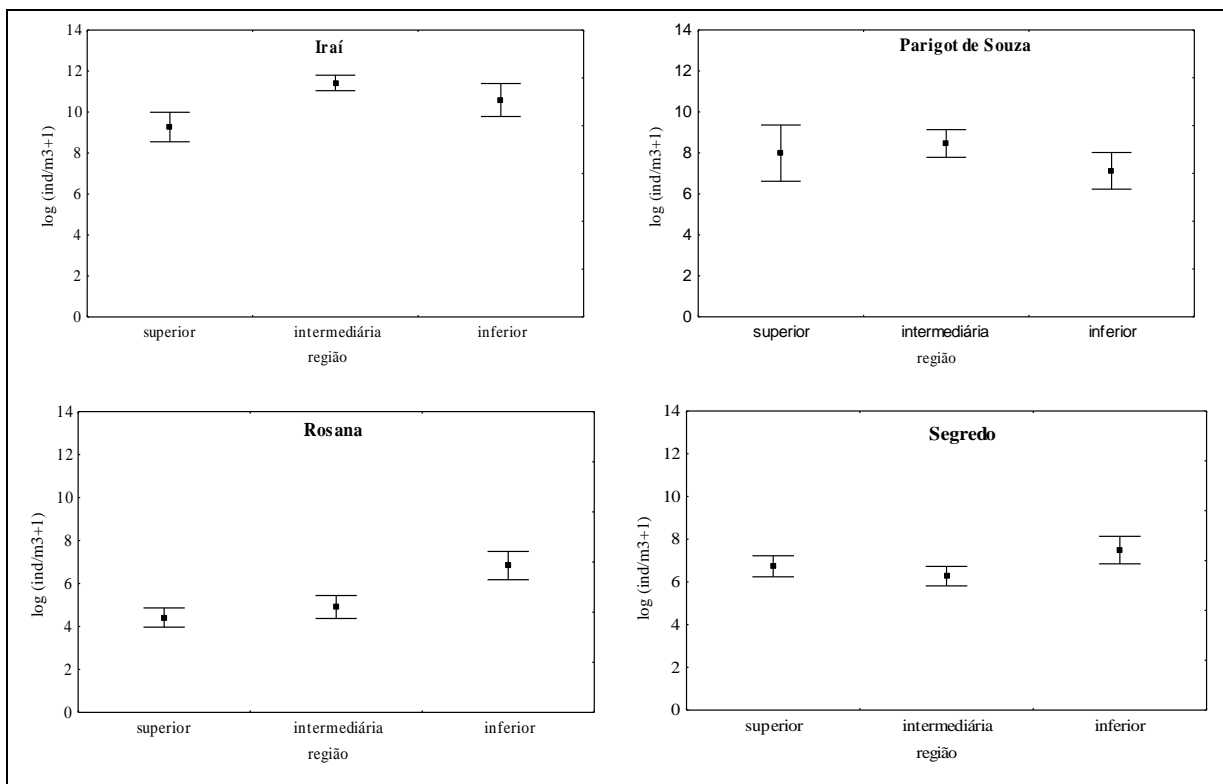 Iraí
14
12
10
8
6
4
2
0
log (ind/m3+1)
superior intermediária inferior
região
Parigot de Souza
14
12
10
8
6
4
2
0
log (ind/m3+1)
superior intermediária inferior
região
Rosana
14
12
10
8
6
4
2
0
log (ind/m3+1)
superior intermediária inferior
região
Segredo
14
12
10
8
6
4
2
0
log (ind/m3+1)
superior intermediária inferior
região